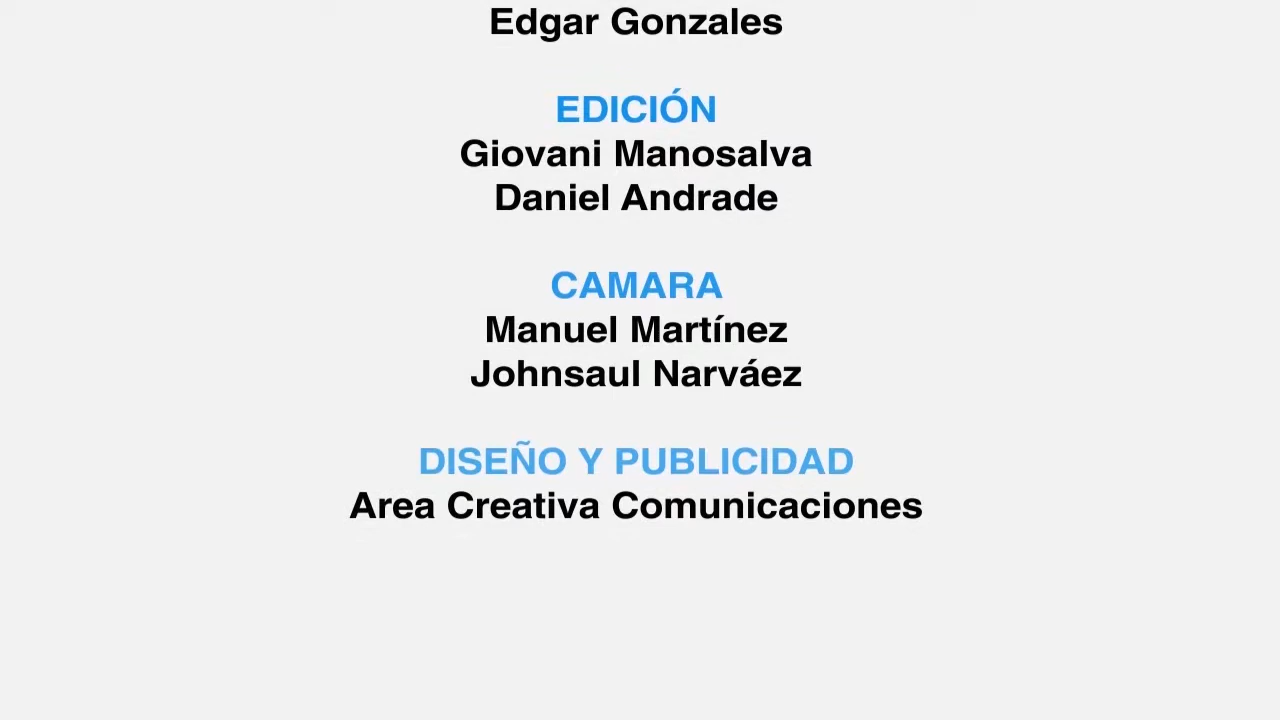 Edgar Gonzales
EDICIÓN
Giovani Manosalva
Daniel Andrade
CAMARA
Manuel Martínez
Johnsaul Narváez
DISEÑO Y PUBLICIDAD
Area Creativa Comunicaciones